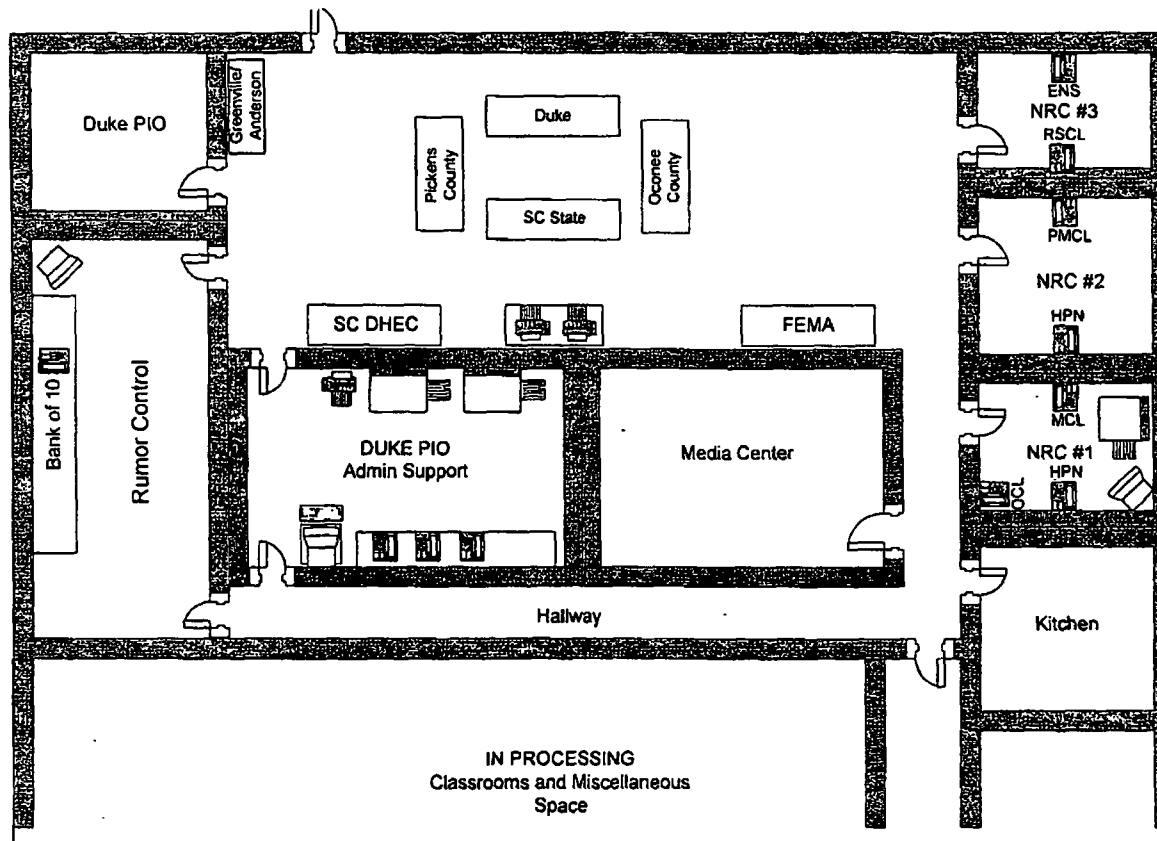 Duke PIO
Greenville/
Anderson
Duke
Pickens
County
Oconee
County
SC State
ENS
NRC #3
RSCL
PMCL
NRC #2
HPN
SC DHEC
FEMA
Bank of 10
Rumor Control
DUKE PIO
Admin Support
Media Center
MCL
NRC #1
HPN
OCL
Hallway
Kitchen
IN PROCESSING
Classrooms and Miscellaneous
Space